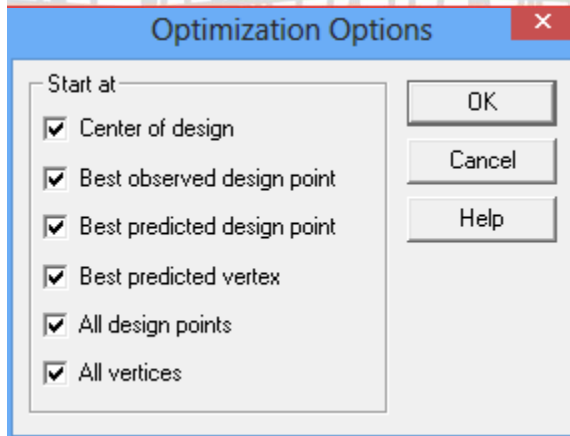 Optimization Options
Start at
Center of design
Best observed design point
Best predicted design point
Best predicted vertex
All design points
All vertices
OK
Cancel
Help